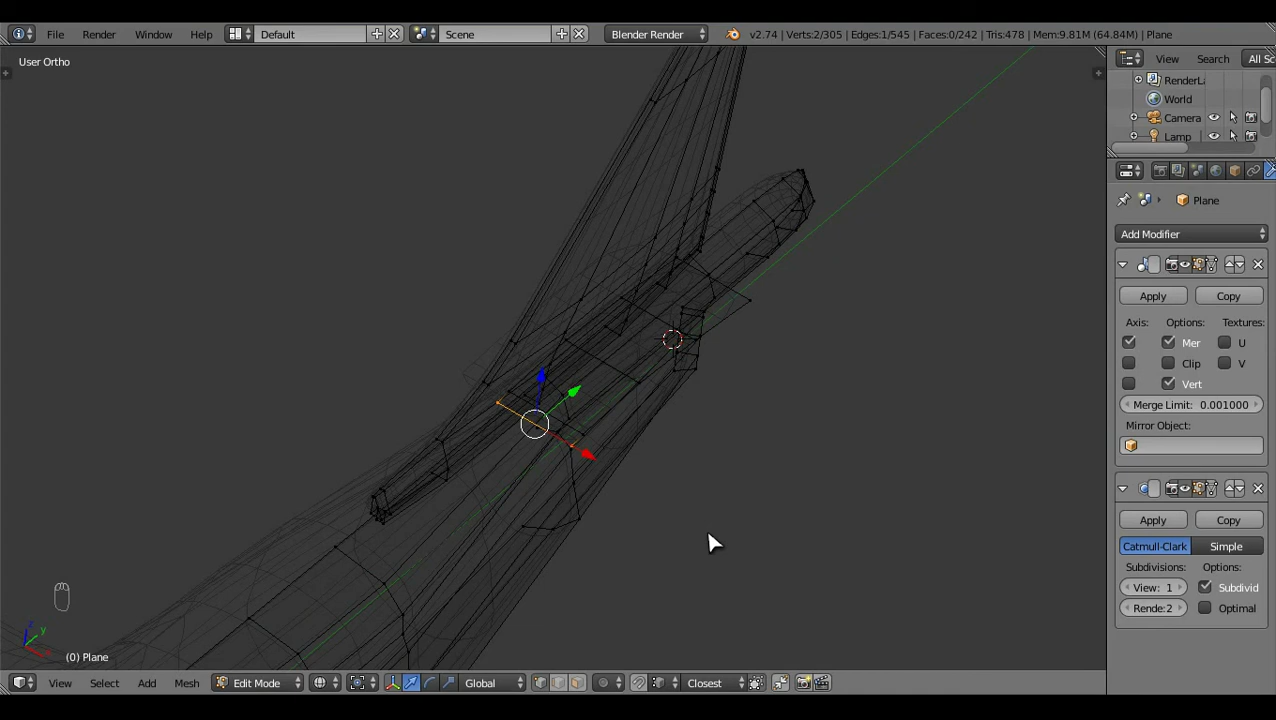 File Render Window Help Default Scene Blender Render v2.74 | Verts:2/305 | Edges:1/545 | Faces:0/242 | Tris:478 | Mem:9.81M (64.84M) | Plane
User Ortho
View Search All Sc
RenderLa
World
Camera
Lamp
Plane
Add Modifier
Apply Copy
Axis: Options: Textures:
Mer U
Clip V
Vert
Merge Limit: 0.001000
Mirror Object:
Apply Copy
Catmull-Clark Simple
Subdivisions: Options:
View: 1 Subdivid
Rende:2 Optimal
z
y
(0) Plane
View Select Add Mesh Edit Mode Global Closest